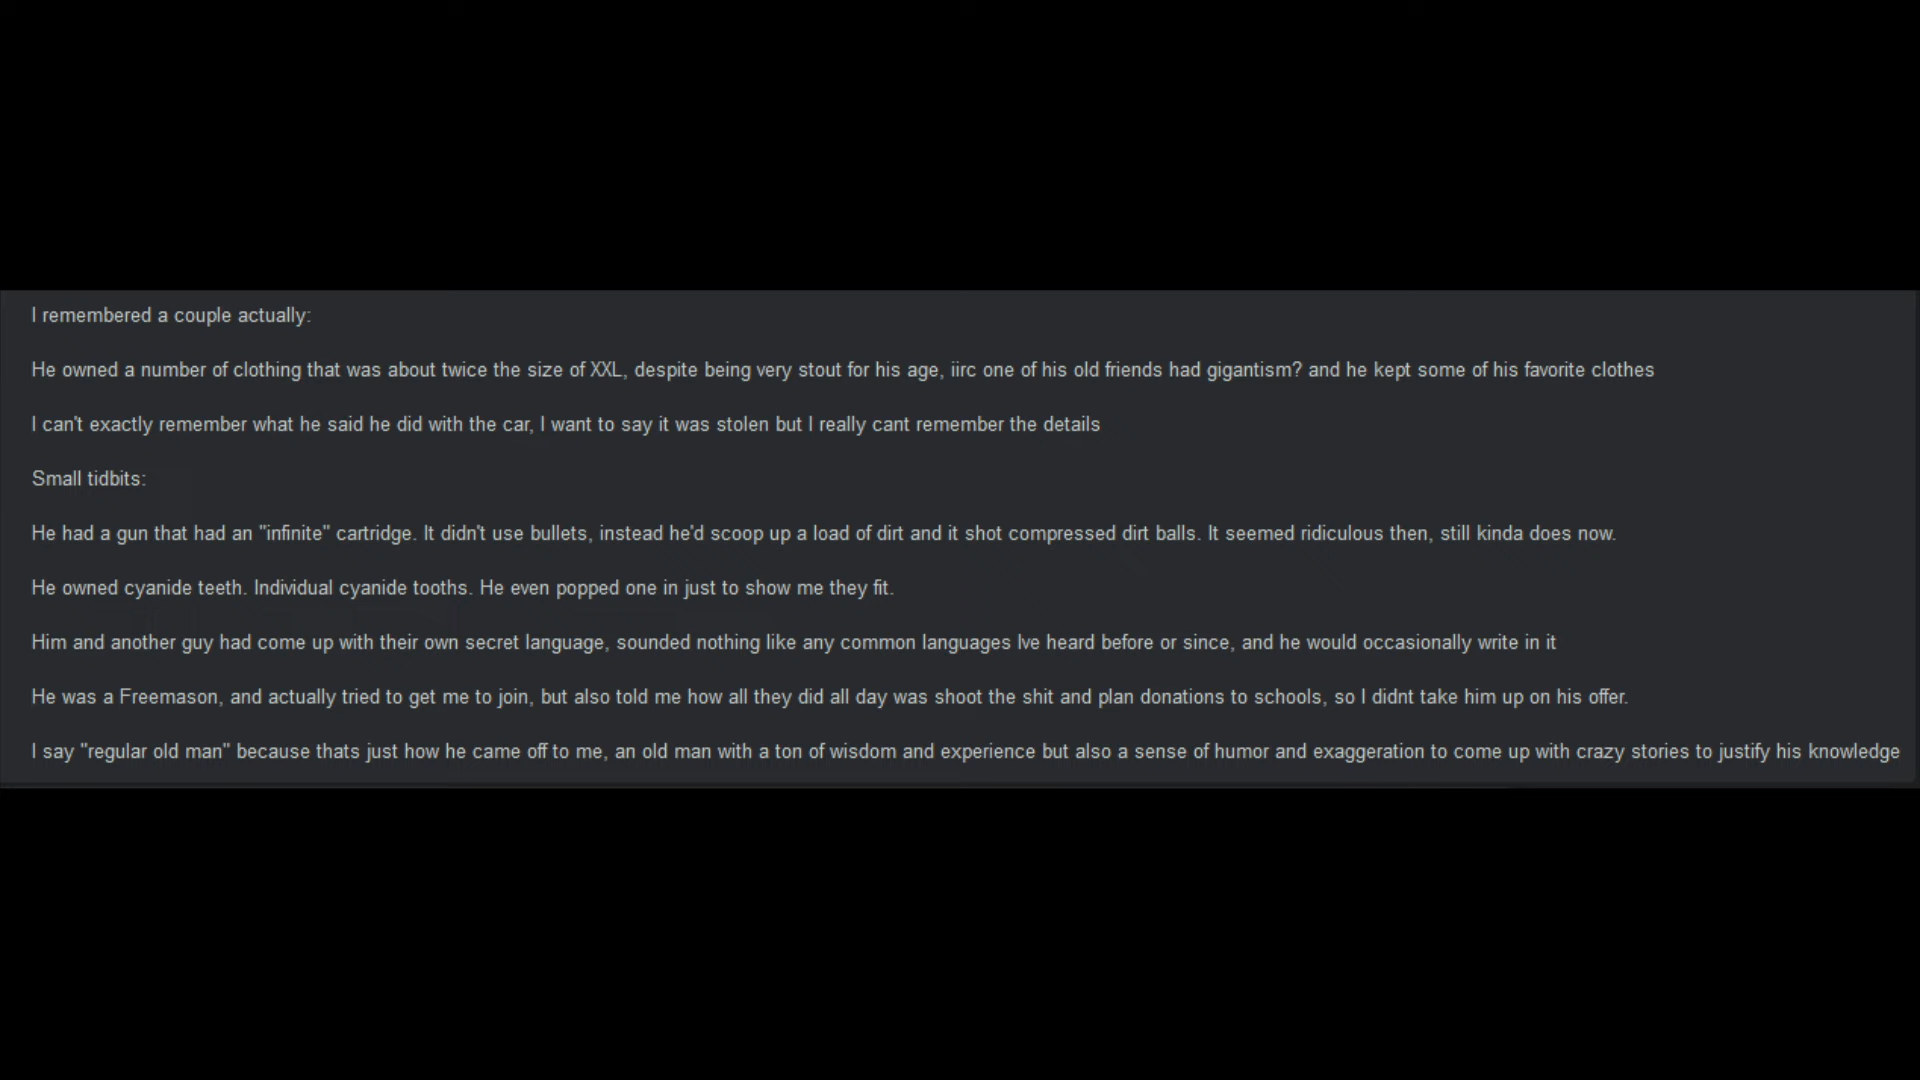 I remembered a couple actually:
He owned a number of clothing that was about twice the size of XXL, despite being very stout for his age, iirc one of his old friends had gigantism? and he kept some of his favorite clothes
I can't exactly remember what he said he did with the car, I want to say it was stolen but I really cant remember the details
Small tidbits:
He had a gun that had an "infinite" cartridge. It didn't use bullets, instead he'd scoop up a load of dirt and it shot compressed dirt balls. It seemed ridiculous then, still kinda does now.
He owned cyanide teeth. Individual cyanide tooths. He even popped one in just to show me they fit.
Him and another guy had come up with their own secret language, sounded nothing like any common languages Ive heard before or since, and he would occasionally write in it
He was a Freemason, and actually tried to get me to join, but also told me how all they did all day was shoot the shit and plan donations to schools, so I didnt take him up on his offer.
I say "regular old man" because thats just how he came off to me, an old man with a ton of wisdom and experience but also a sense of humor and exaggeration to come up with crazy stories to justify his knowledge